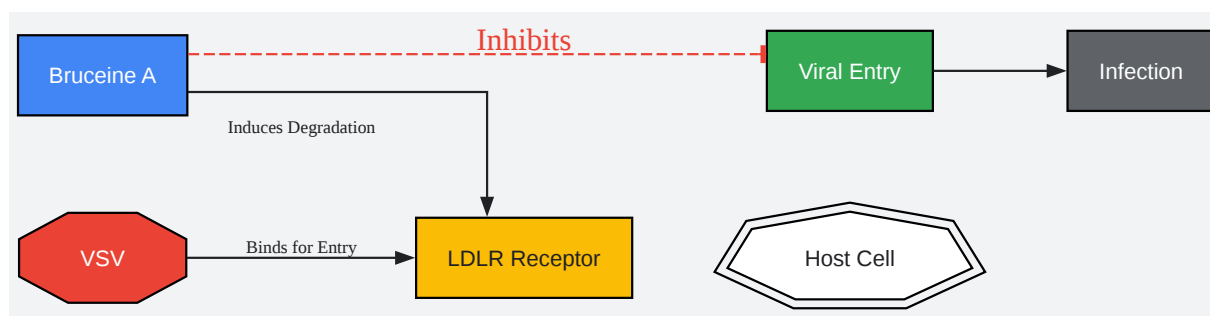 Bruceine A
Inhibits
Viral Entry
Infection
Induces Degradation
VSV
Binds for Entry
LDLR Receptor
Host Cell